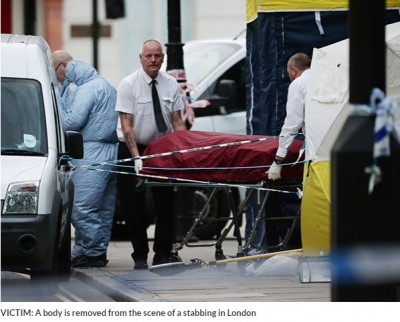 VICTIM: A body is removed from the scene of a stabbing in London